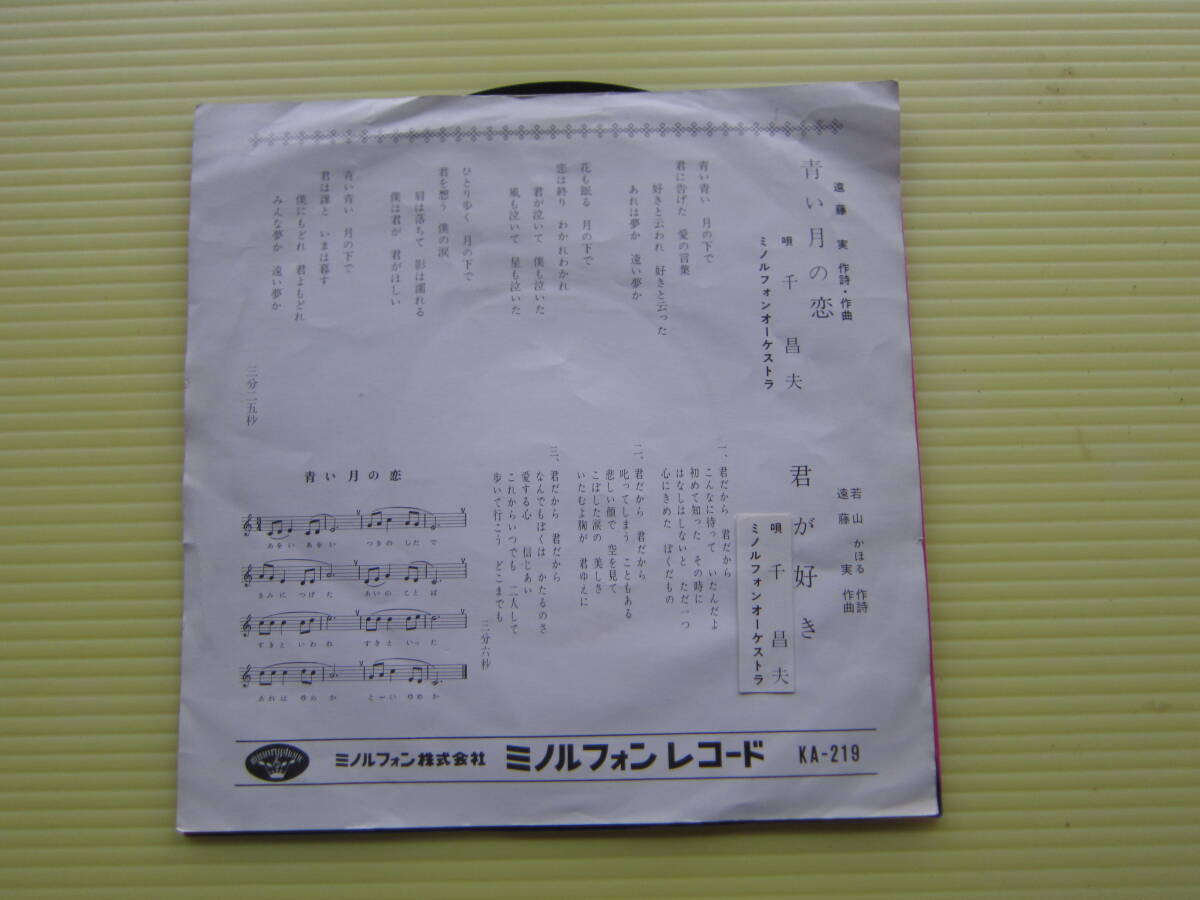 青い月の恋
遠藤 実 作詩・作曲
唄 千 昌夫
ミノルフォンオーケストラ
青い青い 月の下で
君に告げた 愛の言葉
好きと云われ 好きと云った
あれは夢か 遠い夢か
花も眠る 月の下で
恋は終り わかれわかれ
君が泣いて 僕も泣いた
風も泣いて 星も泣いた
ひとり歩く 月の下で
君を想う 僕の涙
肩は落ちて 影は濡れる
僕は君が 君がほしい
青い青い 月の下で
君は誰と いまは暮す
僕にもどれ 君よもどれ
みんな夢か 遠い夢か
三分二五秒
君が好き
若山 かほる 作詩
遠藤 実 作曲
唄 千 昌夫
ミノルフォンオーケストラ
一、君だから 君だから
こんなに待って いたんだよ
初めて知った その時に
はなしはしないと ただ一つ
心にきめた ぼくだもの
二、君だから 君だから
叱ってしまう こともある
悲しい顔で 空を見て
こぼした涙の 美しさ
いたむよ胸が 君ゆえに
三、君だから 君だから
なんでもぼくは かたるのさ
愛する心 信じあい
これからいつでも 二人して
歩いて行こう どこまでも
三分六秒
青い月の恋
あをい あをい つきの したで
きみに つげた あいの ことば
すきと いわれ すきと いった
あれは ゆめか とーい ゆめか
ミノルフォン株式会社 ミノルフォン レコード KA-219